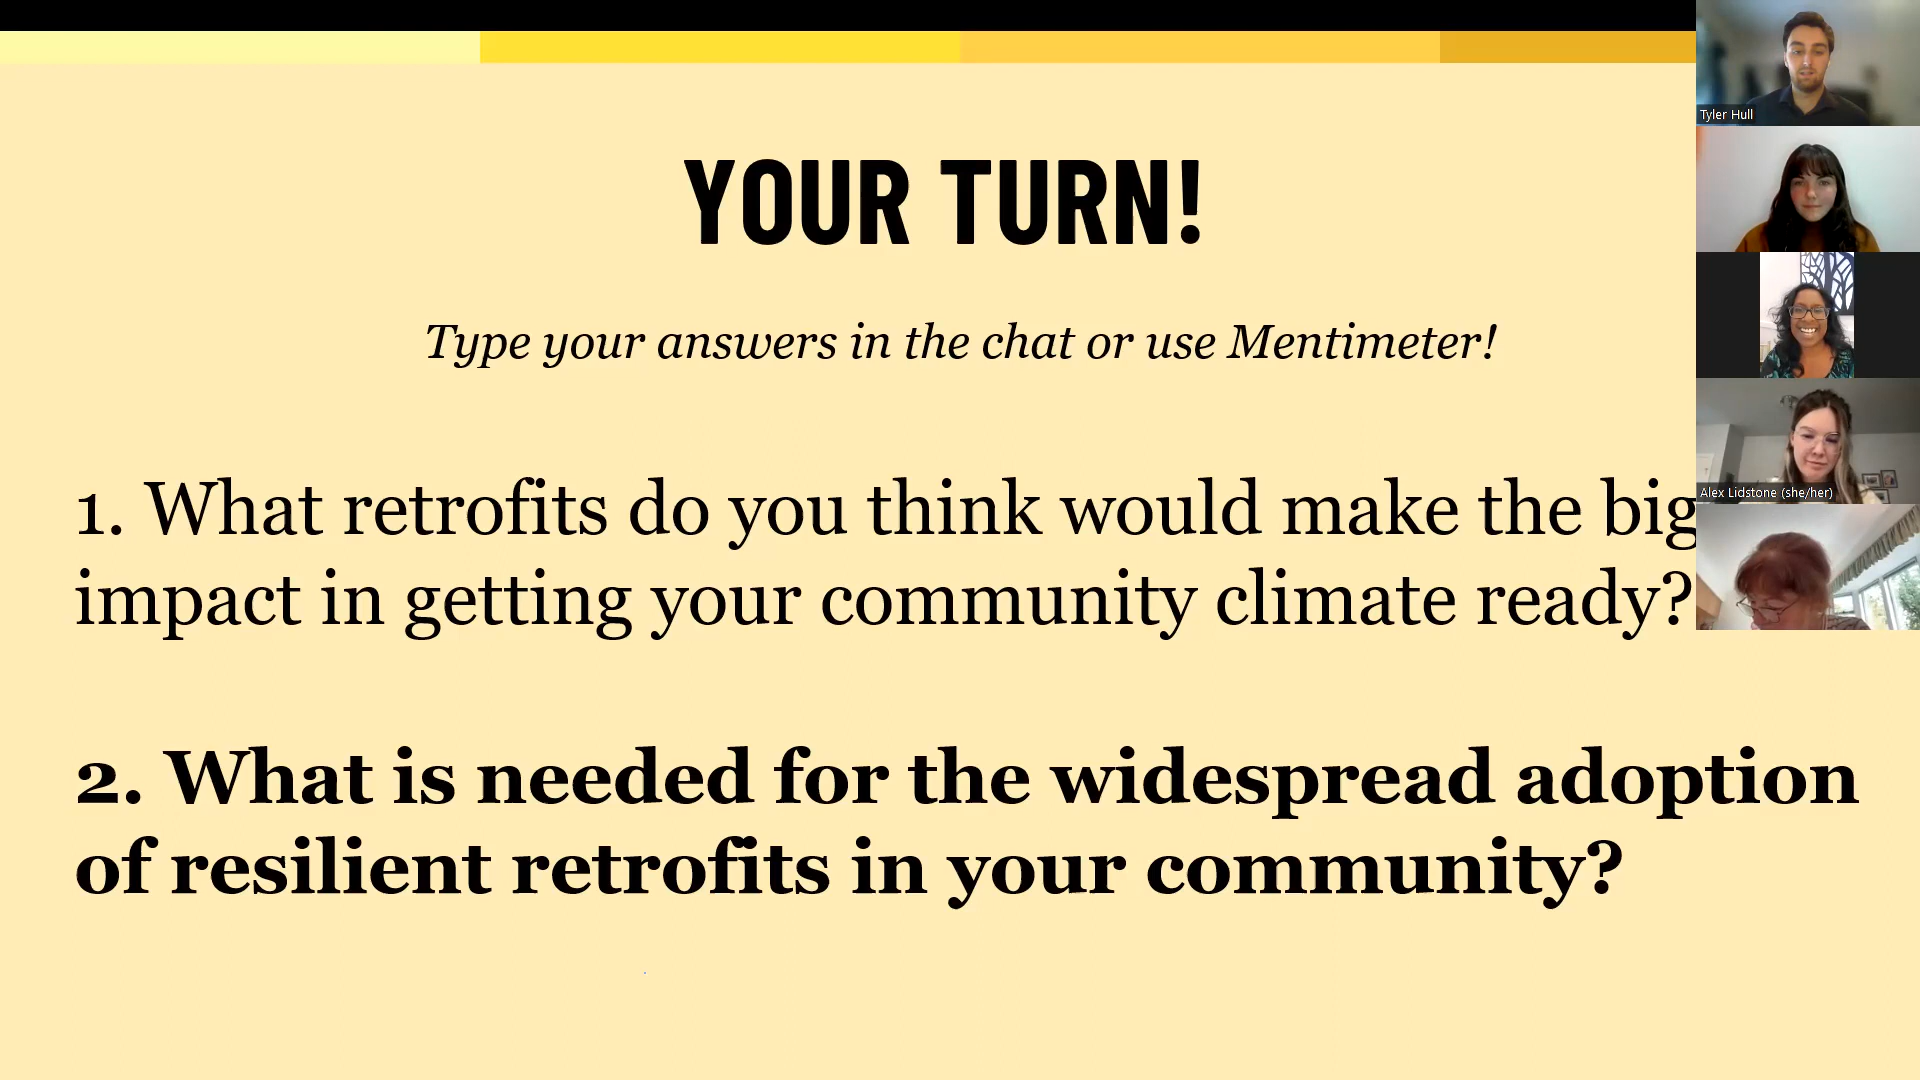 YOUR TURN!
Type your answers in the chat or use Mentimeter!
1. What retrofits do you think would make the big
impact in getting your community climate ready?
2. What is needed for the widespread adoption
of resilient retrofits in your community?
Tyler Hull
Alex Lidstone (she/her)